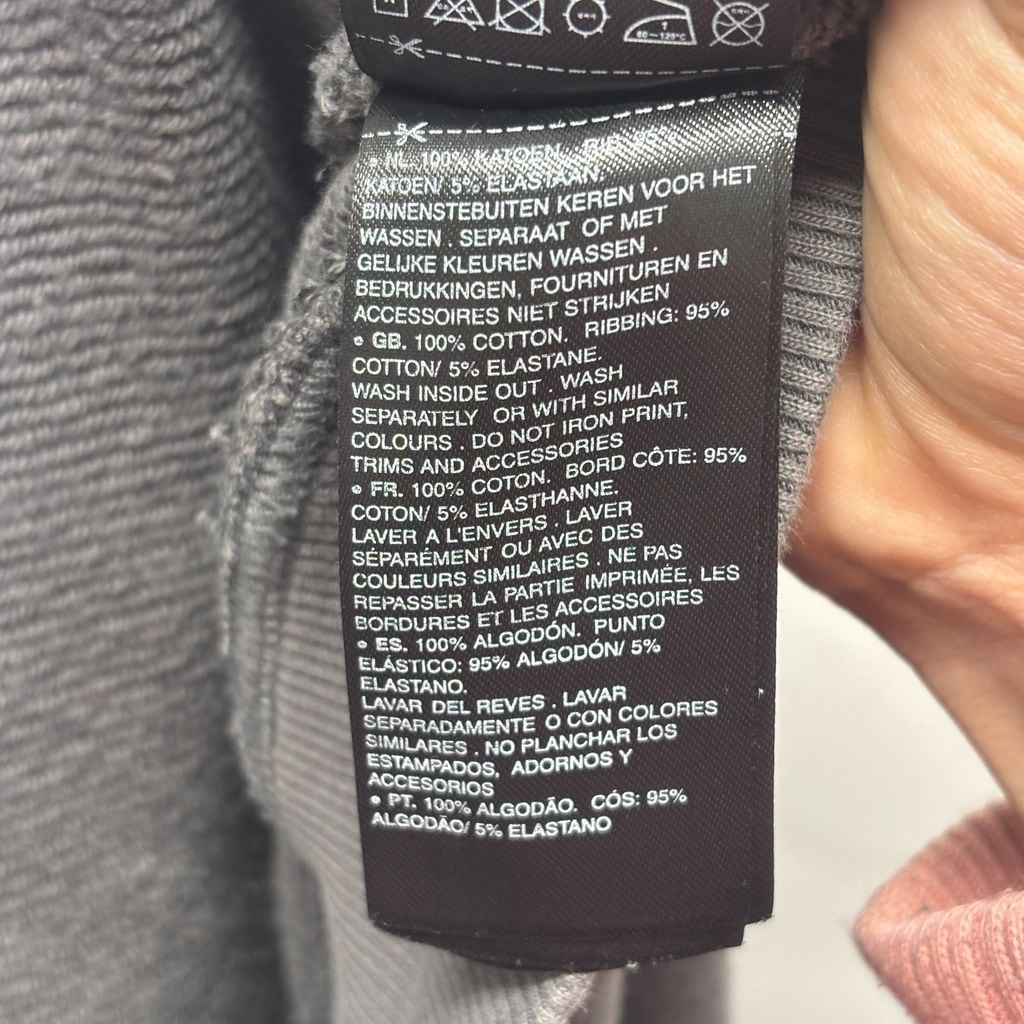 1
60-120°C
• NL. 100% KATOEN. RIB: 95%
KATOEN/ 5% ELASTAAN.
BINNENSTEBUITEN KEREN VOOR HET
WASSEN . SEPARAAT OF MET
GELIJKE KLEUREN WASSEN .
BEDRUKKINGEN, FOURNITUREN EN
ACCESSOIRES NIET STRIJKEN
• GB. 100% COTTON. RIBBING: 95%
COTTON/ 5% ELASTANE.
WASH INSIDE OUT . WASH
SEPARATELY OR WITH SIMILAR
COLOURS . DO NOT IRON PRINT,
TRIMS AND ACCESSORIES
• FR. 100% COTON. BORD CÔTE: 95%
COTON/ 5% ELASTHANNE.
LAVER A L'ENVERS . LAVER
SÉPARÉMENT OU AVEC DES
COULEURS SIMILAIRES . NE PAS
REPASSER LA PARTIE IMPRIMÉE, LES
BORDURES ET LES ACCESSOIRES
• ES. 100% ALGODÓN. PUNTO
ELÁSTICO: 95% ALGODÓN/ 5%
ELASTANO.
LAVAR DEL REVES . LAVAR
SEPARADAMENTE O CON COLORES
SIMILARES . NO PLANCHAR LOS
ESTAMPADOS, ADORNOS Y
ACCESORIOS
• PT. 100% ALGODÃO. CÓS: 95%
ALGODÃO/ 5% ELASTANO